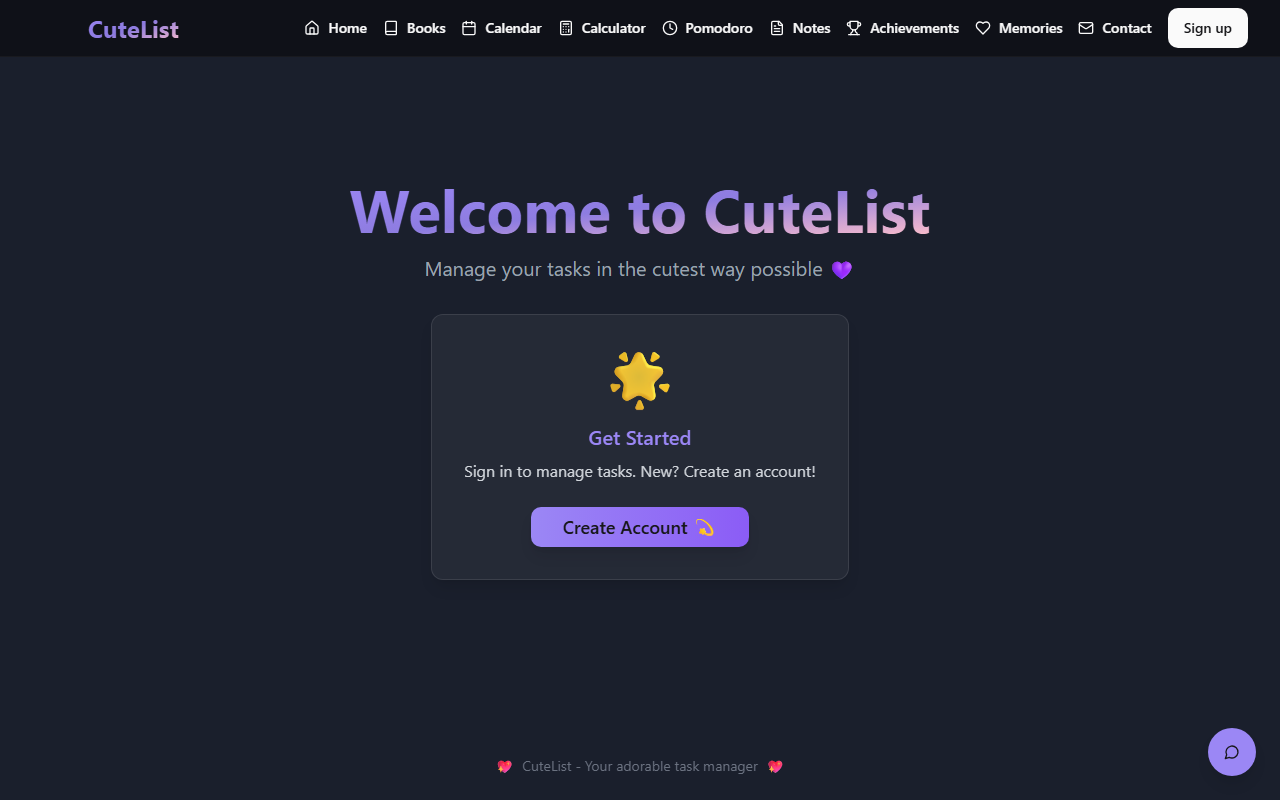 CuteList
Home
Books
Calendar
Calculator
Pomodoro
Notes
Achievements
Memories
Contact
Sign up
Welcome to CuteList
Manage your tasks in the cutest way possible 💜
Get Started
Sign in to manage tasks. New? Create an account!
Create Account 💫
💖 CuteList - Your adorable task manager 💖